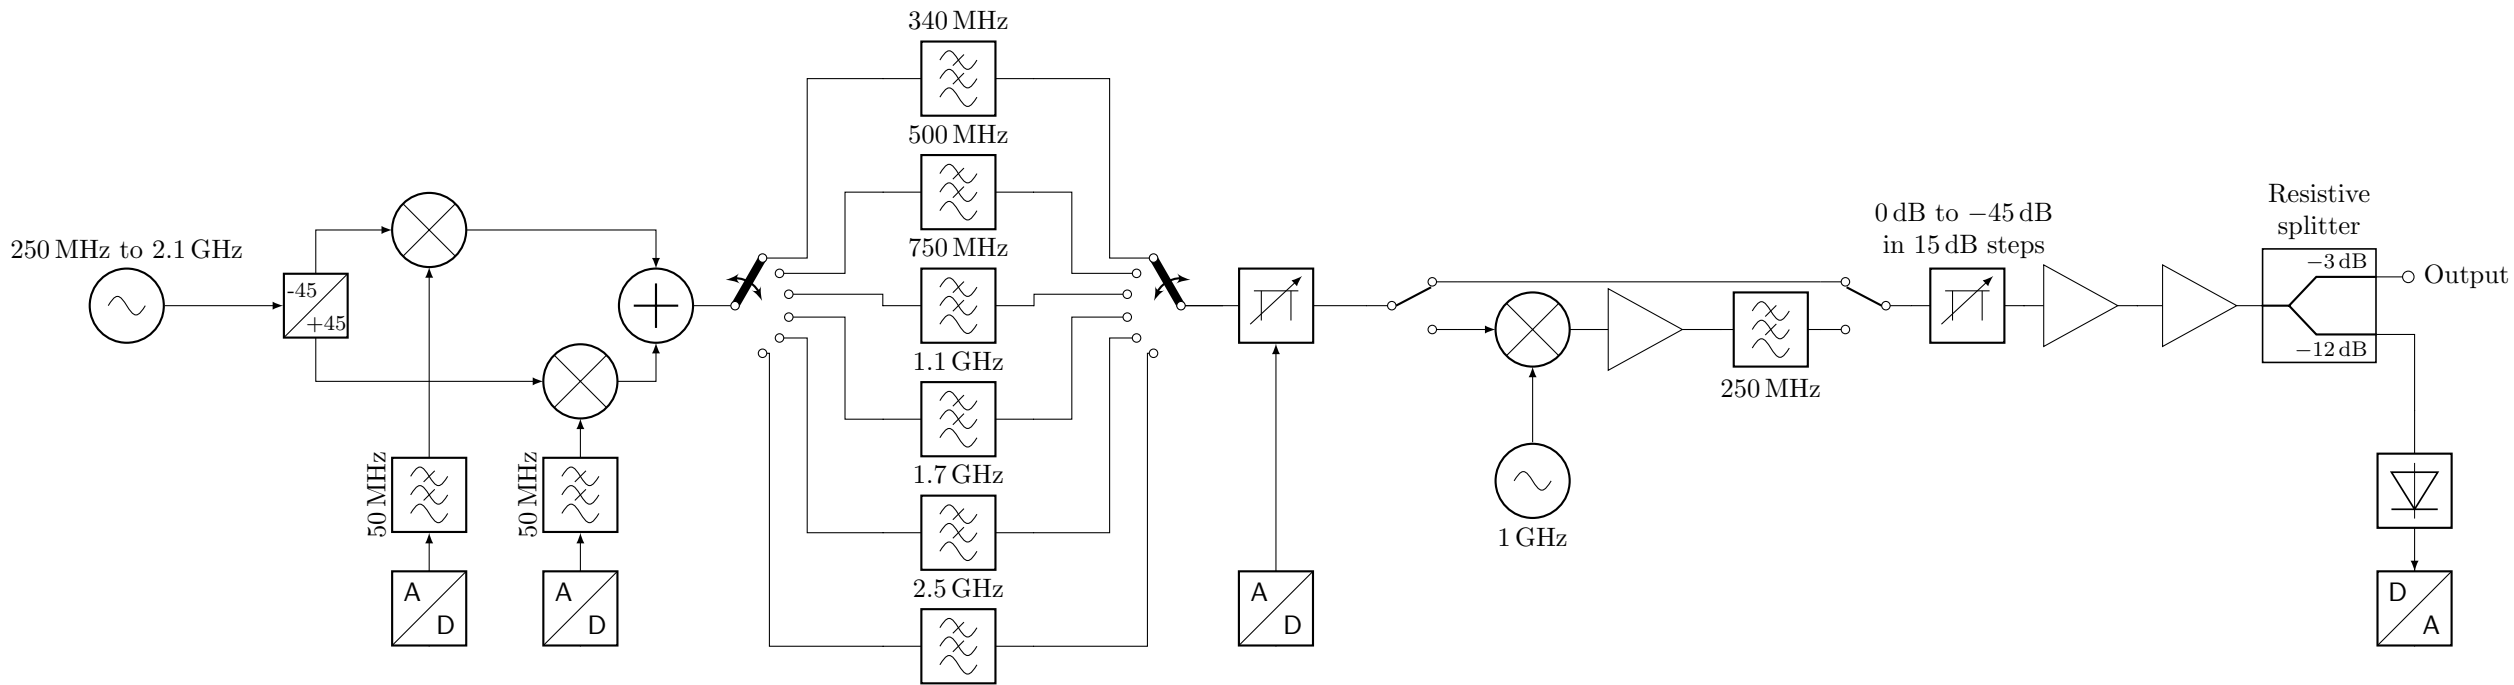 340 MHz
500 MHz
750 MHz
1.1 GHz
1.7 GHz
2.5 GHz
250 MHz to 2.1 GHz
-45
+45
50 MHz
50 MHz
A
D
A
D
A
D
1 GHz
250 MHz
0 dB to −45 dB
in 15 dB steps
Resistive
splitter
−3 dB
−12 dB
Output
D
A